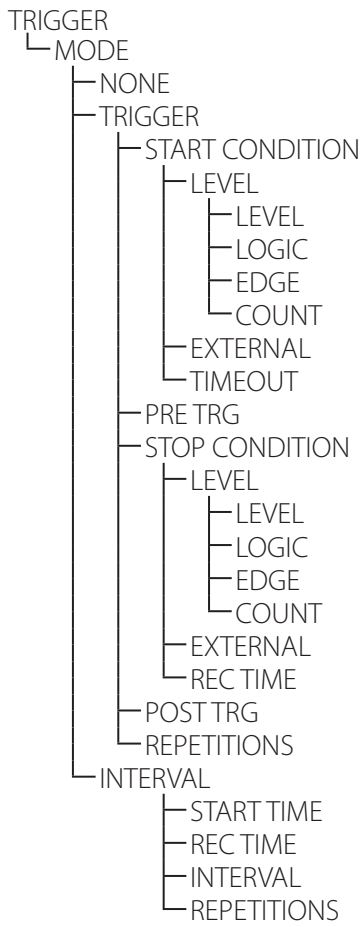 TRIGGER
MODE
NONE
TRIGGER
START CONDITION
LEVEL
LEVEL
LOGIC
EDGE
COUNT
EXTERNAL
TIMEOUT
PRE TRG
STOP CONDITION
LEVEL
LEVEL
LOGIC
EDGE
COUNT
EXTERNAL
REC TIME
POST TRG
REPETITIONS
INTERVAL
START TIME
REC TIME
INTERVAL
REPETITIONS